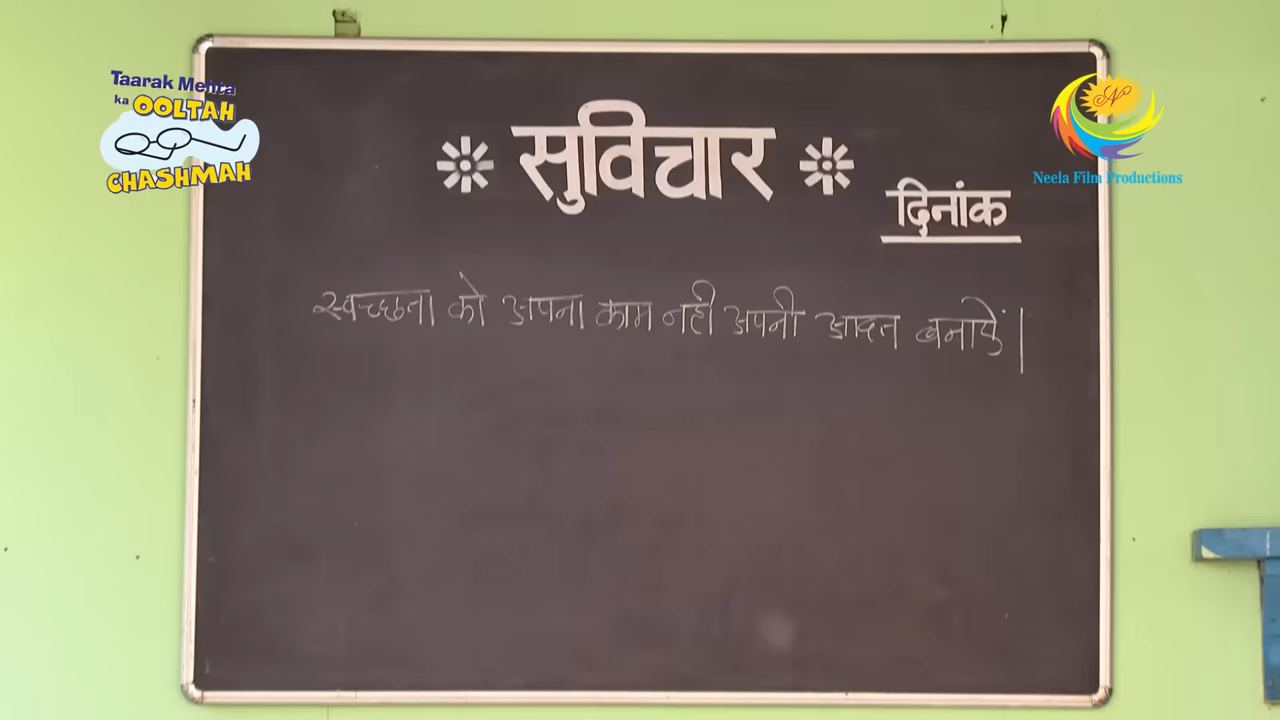 Taarak Mehta
ka OOLTAH
CHASHMAH
Neela Film Productions
सुविचार
दिनांक
स्वच्छता को अपना काम नही अपनी आदत बनाऐं|